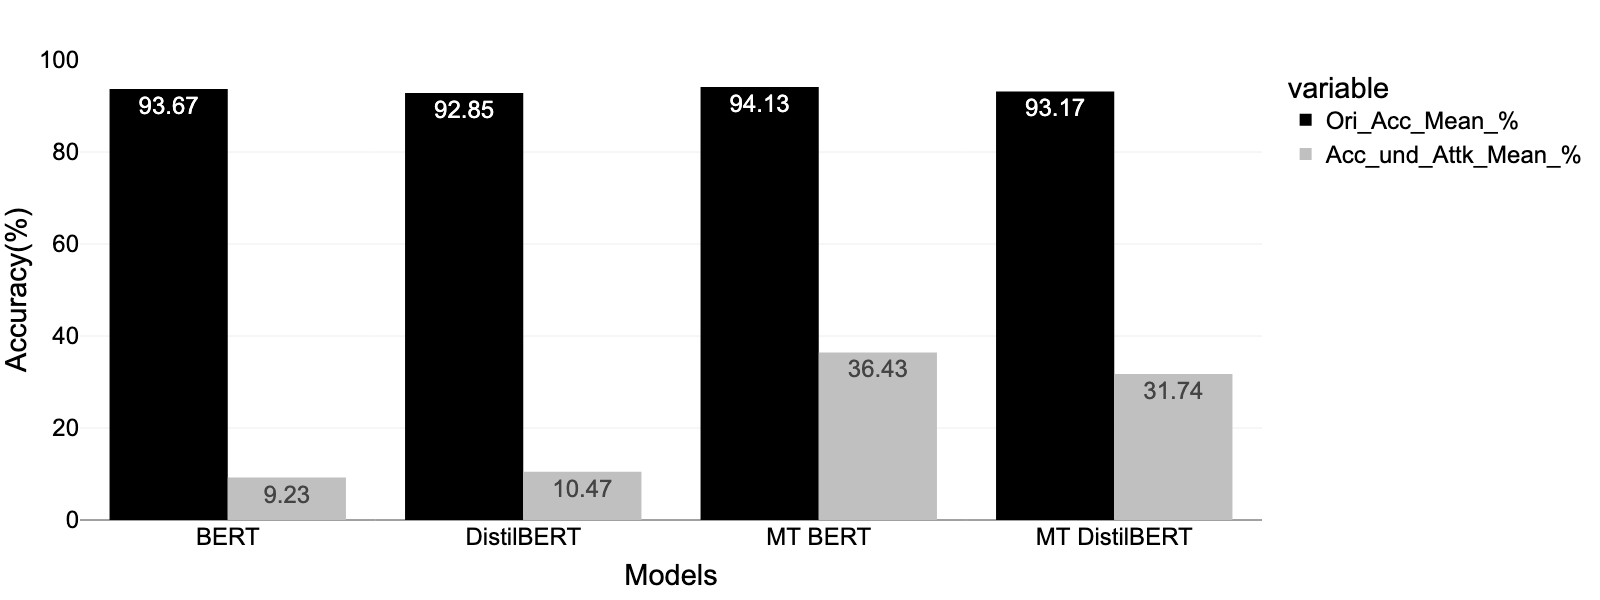 100
80
60
40
20
0
Accuracy(%)
93.67
9.23
92.85
10.47
94.13
36.43
93.17
31.74
BERT
DistilBERT
MT BERT
MT DistilBERT
Models
variable
Ori_Acc_Mean_%
Acc_und_Attk_Mean_%